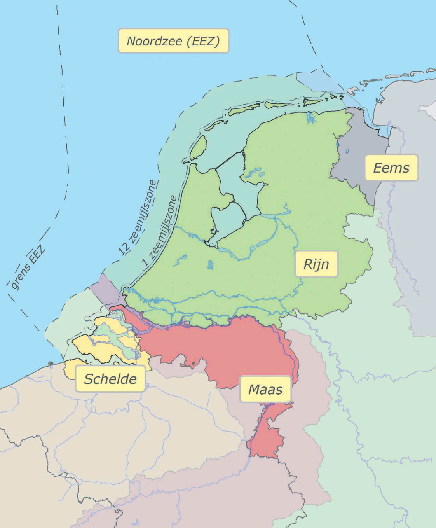 Noordzee (EEZ)
Eems
12 zeemijlszone
1 zeemijlszone
grens EEZ
Rijn
Schelde
Maas